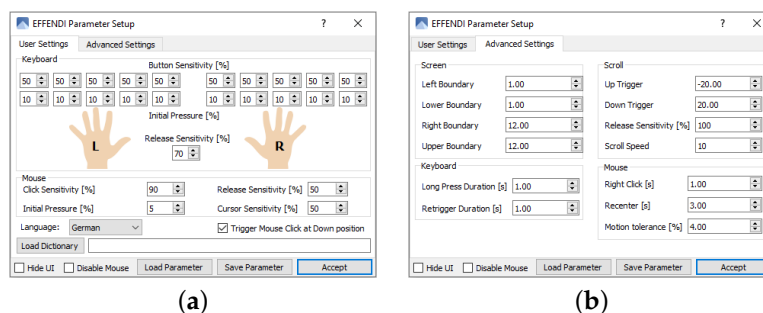 EFFENDI Parameter Setup ? ×
User Settings Advanced Settings
Keyboard
Button Sensitivity [%]
50 50 50 50 50 50 50 50 50 50
10 10 10 10 10 10 10 10 10 10
Initial Pressure [%]
L R
Release Sensitivity [%]
70
Mouse
Click Sensitivity [%] 90 Release Sensitivity [%] 50
Initial Pressure [%] 5 Cursor Sensitivity [%] 50
Language: German Trigger Mouse Click at Down position
Load Dictionary
Hide UI Disable Mouse Load Parameter Save Parameter Accept
(a)
EFFENDI Parameter Setup ? ×
User Settings Advanced Settings
Screen
Left Boundary 1.00
Lower Boundary 1.00
Right Boundary 12.00
Upper Boundary 12.00
Keyboard
Long Press Duration [s] 1.00
Retrigger Duration [s] 1.00
Scroll
Up Trigger -20.00
Down Trigger 20.00
Release Sensitivity [%] 100
Scroll Speed 10
Mouse
Right Click [s] 1.00
Recenter [s] 3.00
Motion tolerance [%] 4.00
Hide UI Disable Mouse Load Parameter Save Parameter Accept
(b)